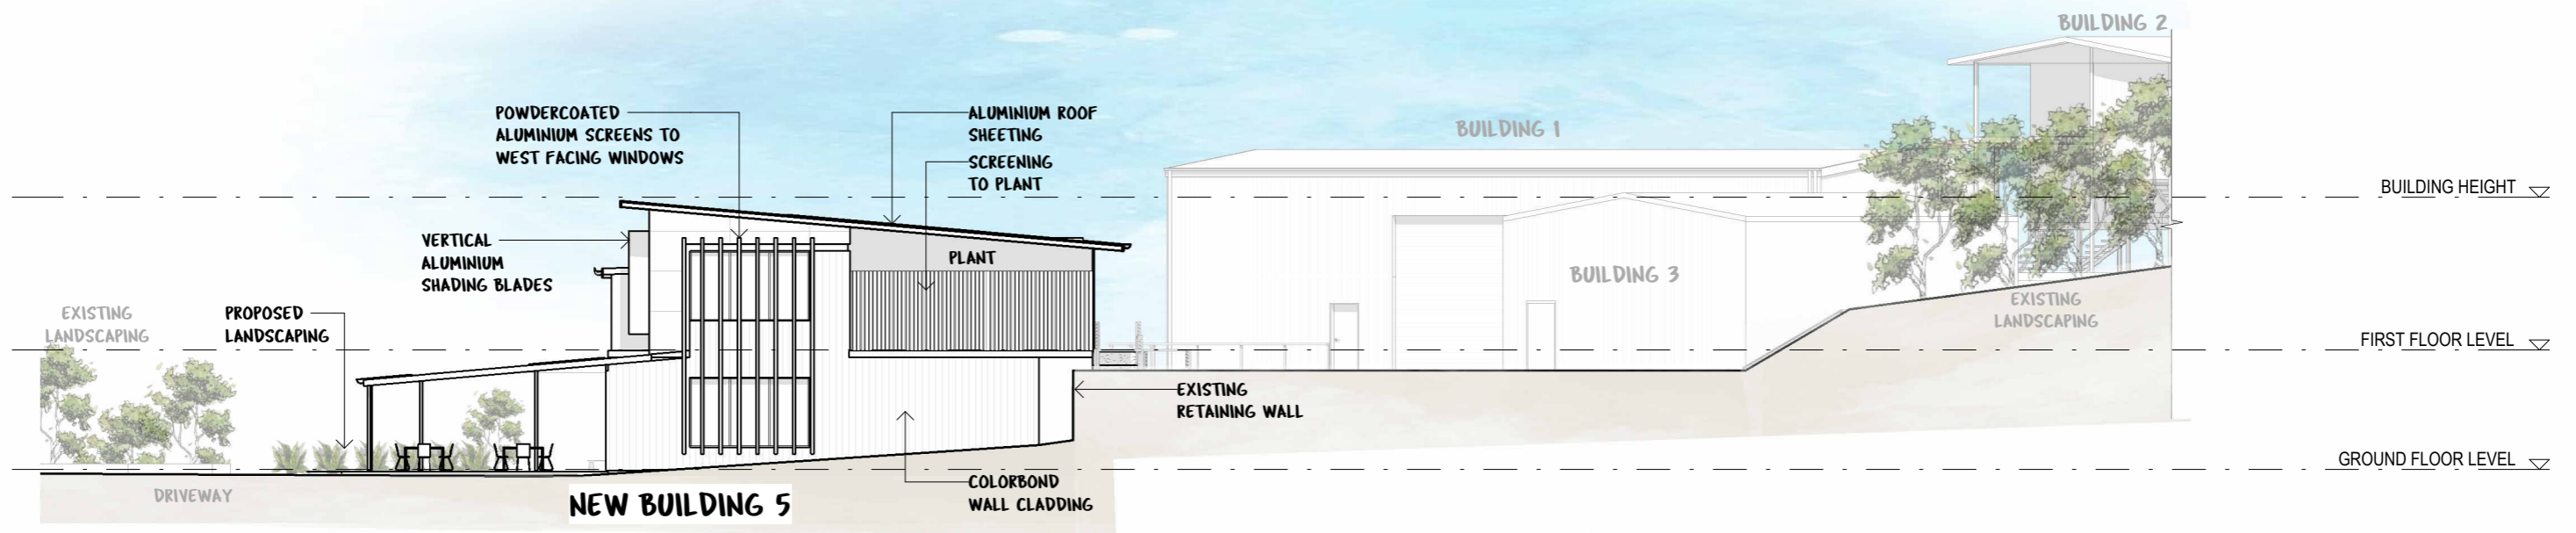 BUILDING 2
POWDERCOATED
ALUMINIUM SCREENS TO
WEST FACING WINDOWS
ALUMINIUM ROOF
SHEETING
SCREENING
TO PLANT
BUILDING 1
BUILDING HEIGHT
VERTICAL
ALUMINIUM
SHADING BLADES
PLANT
BUILDING 3
EXISTING
LANDSCAPING
PROPOSED
LANDSCAPING
EXISTING
LANDSCAPING
FIRST FLOOR LEVEL
EXISTING
RETAINING WALL
GROUND FLOOR LEVEL
DRIVEWAY
NEW BUILDING 5
COLORBOND
WALL CLADDING